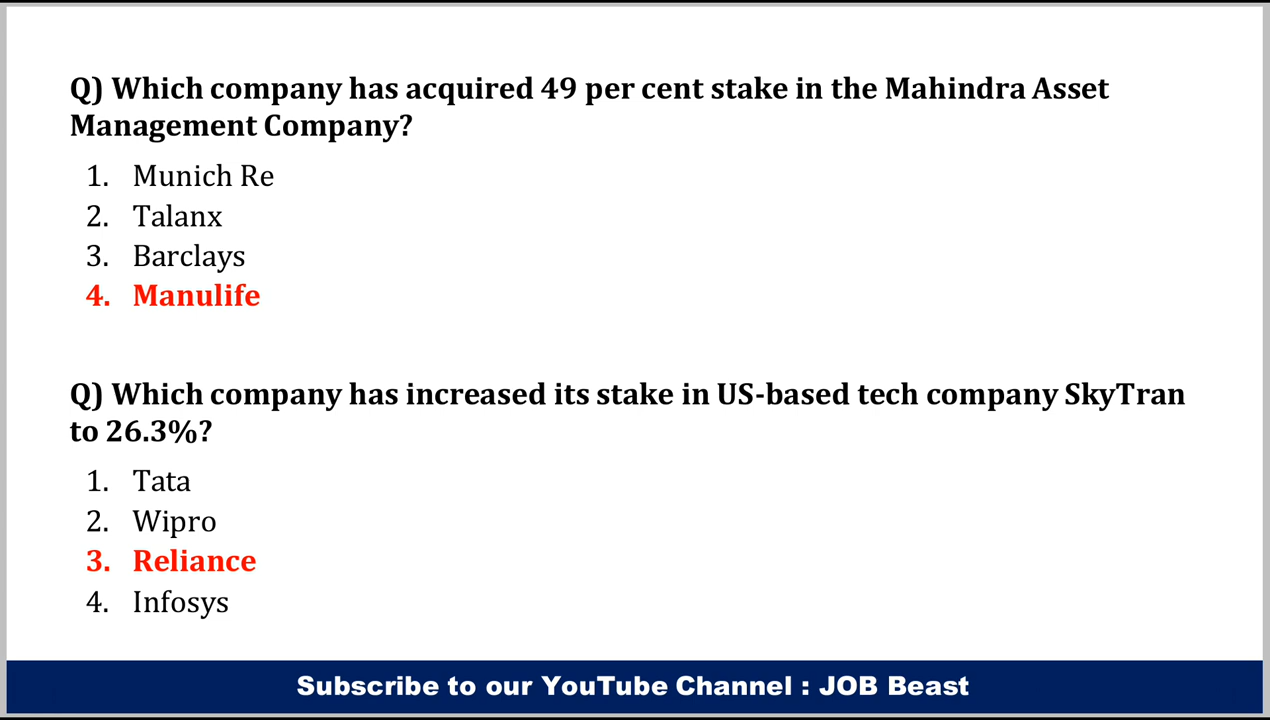 Q) Which company has acquired 49 per cent stake in the Mahindra Asset
Management Company?
1. Munich Re
2. Talanx
3. Barclays
4. Manulife
Q) Which company has increased its stake in US-based tech company SkyTran
to 26.3%?
1. Tata
2. Wipro
3. Reliance
4. Infosys
Subscribe to our YouTube Channel : JOB Beast